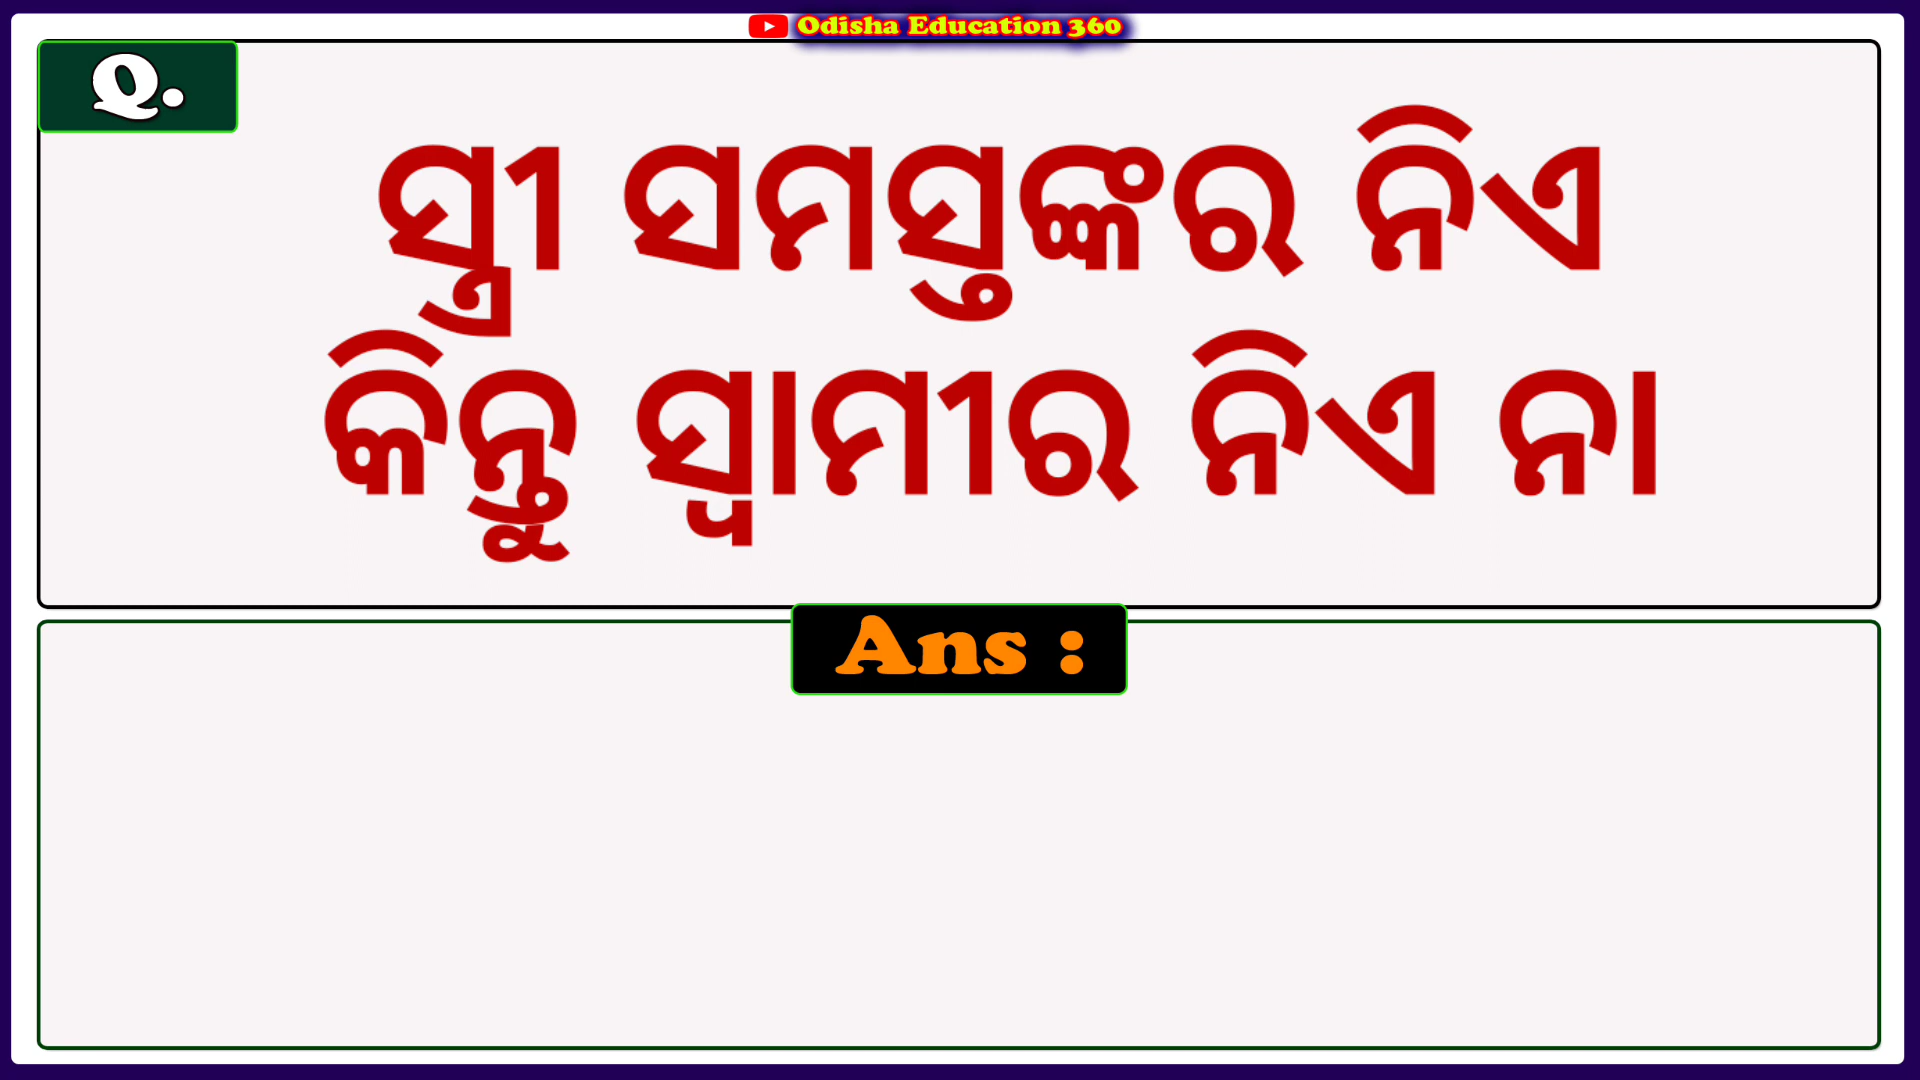 Odisha Education 360
Q.
ସ୍ତ୍ରୀ ସମସ୍ତଙ୍କର ନିଏ
କିନ୍ତୁ ସ୍ୱାମୀର ନିଏ ନା
Ans :